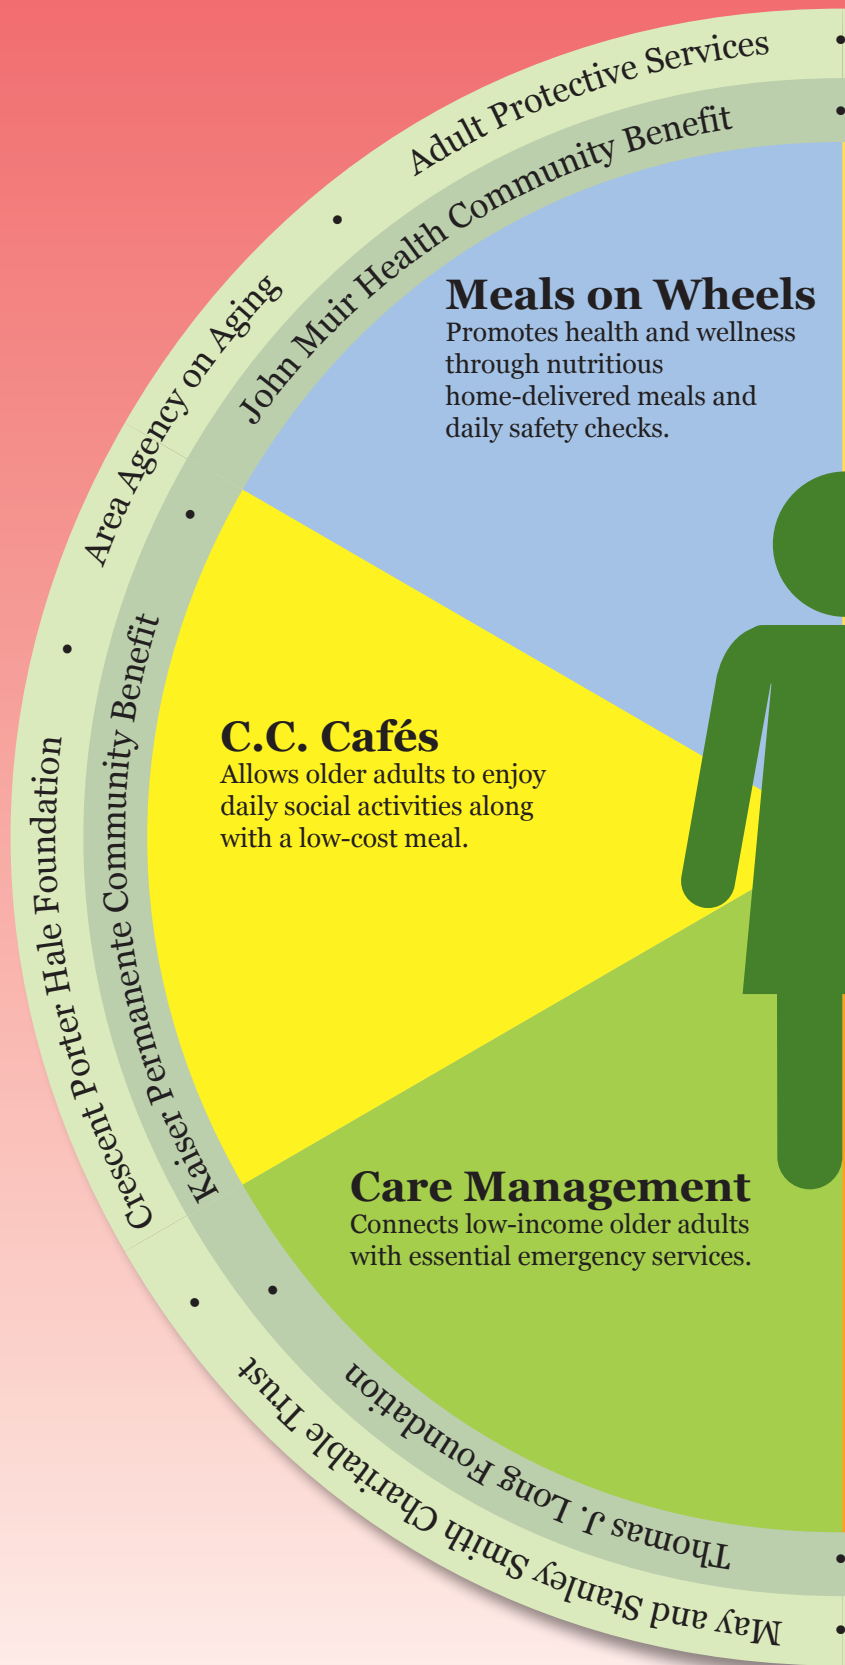 Adult Protective Services
John Muir Health Community Benefit
Area Agency on Aging
Meals on Wheels
Promotes health and wellness
through nutritious
home-delivered meals and
daily safety checks.
Kaiser Permanente Community Benefit
Crescent Porter Hale Foundation
C.C. Cafés
Allows older adults to enjoy
daily social activities along
with a low-cost meal.
Care Management
Connects low-income older adults
with essential emergency services.
Thomas J. Long Foundation
May and Stanley Smith Charitable Trust